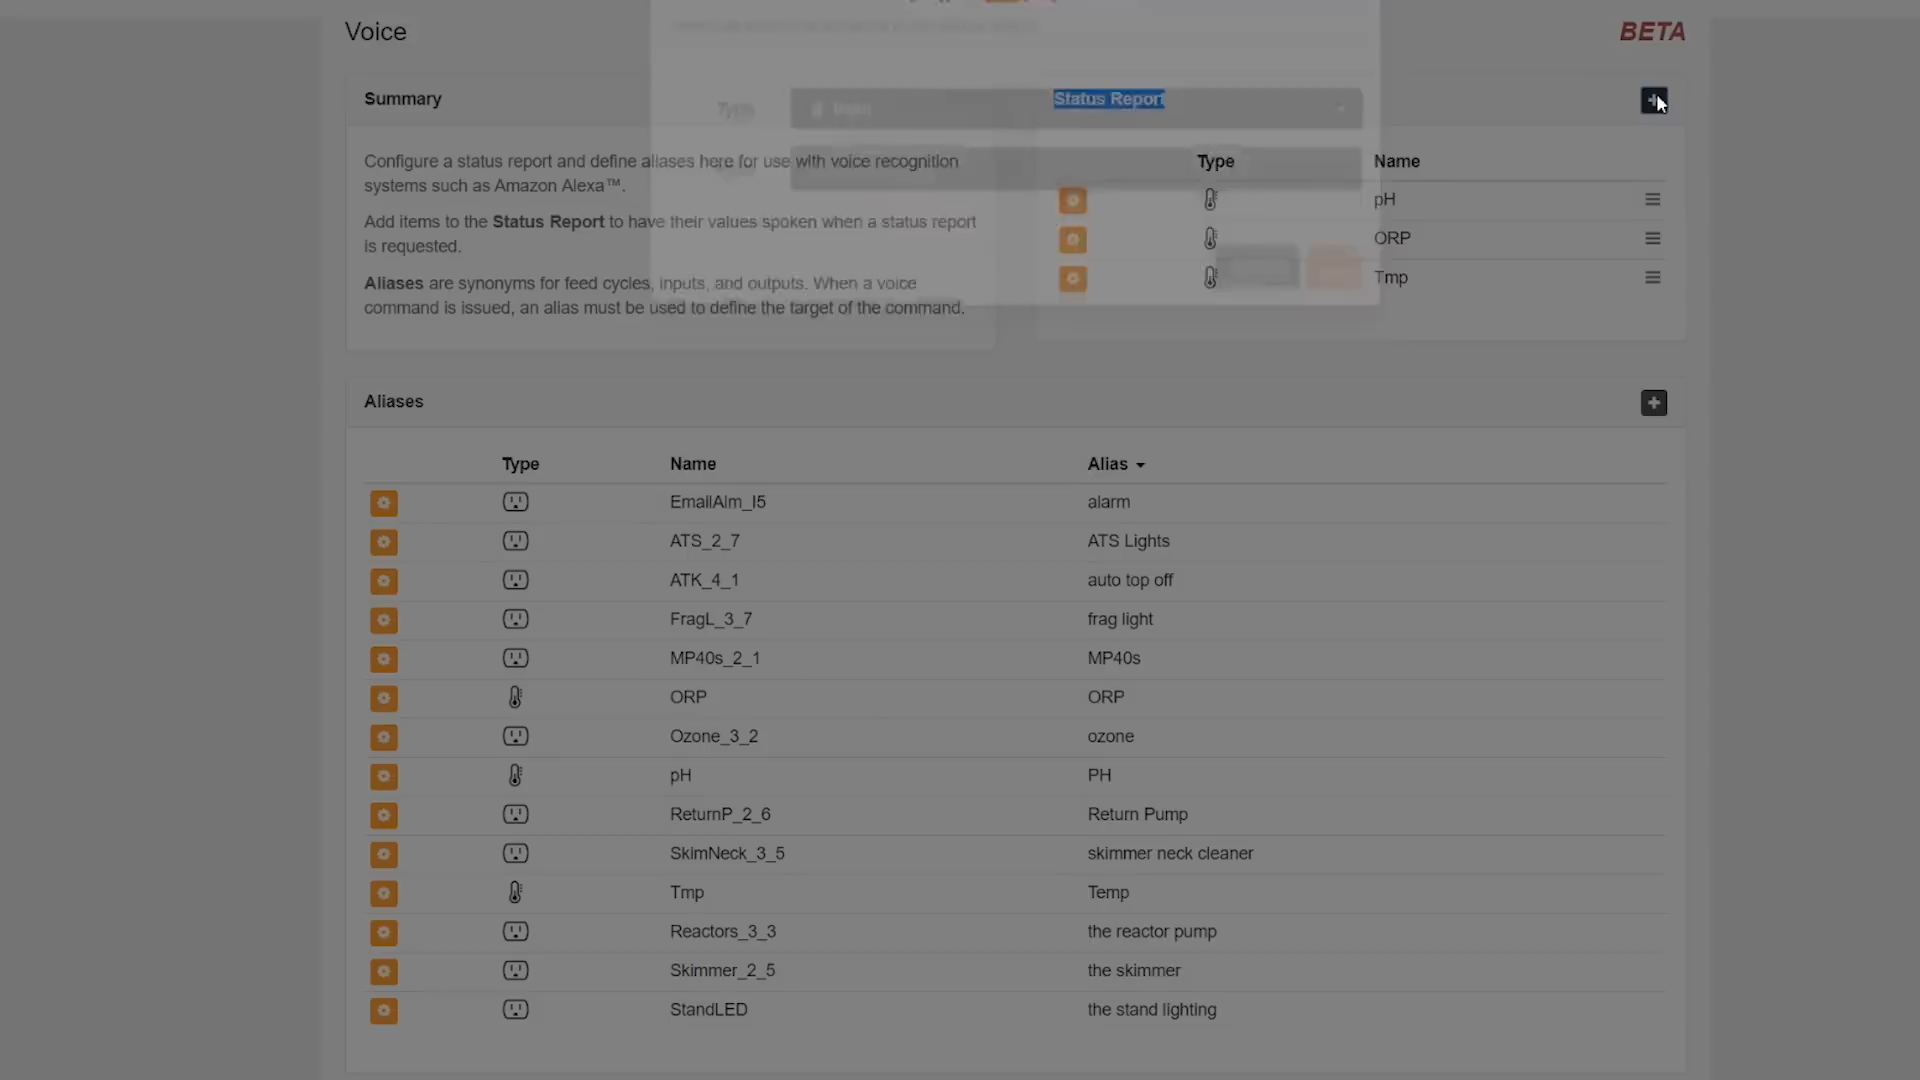 Voice
BETA
Summary
Status Report
Type
Configure a status report and define aliases here for use with voice recognition
systems such as Amazon Alexa™.
Add items to the Status Report to have their values spoken when a status report
is requested.
Aliases are synonyms for feed cycles, inputs, and outputs. When a voice
command is issued, an alias must be used to define the target of the command.
Type Name
pH
ORP
Tmp
Aliases
Type Name Alias
EmailAlm_I5 alarm
ATS_2_7 ATS Lights
ATK_4_1 auto top off
FragL_3_7 frag light
MP40s_2_1 MP40s
ORP ORP
Ozone_3_2 ozone
pH PH
ReturnP_2_6 Return Pump
SkimNeck_3_5 skimmer neck cleaner
Tmp Temp
Reactors_3_3 the reactor pump
Skimmer_2_5 the skimmer
StandLED the stand lighting